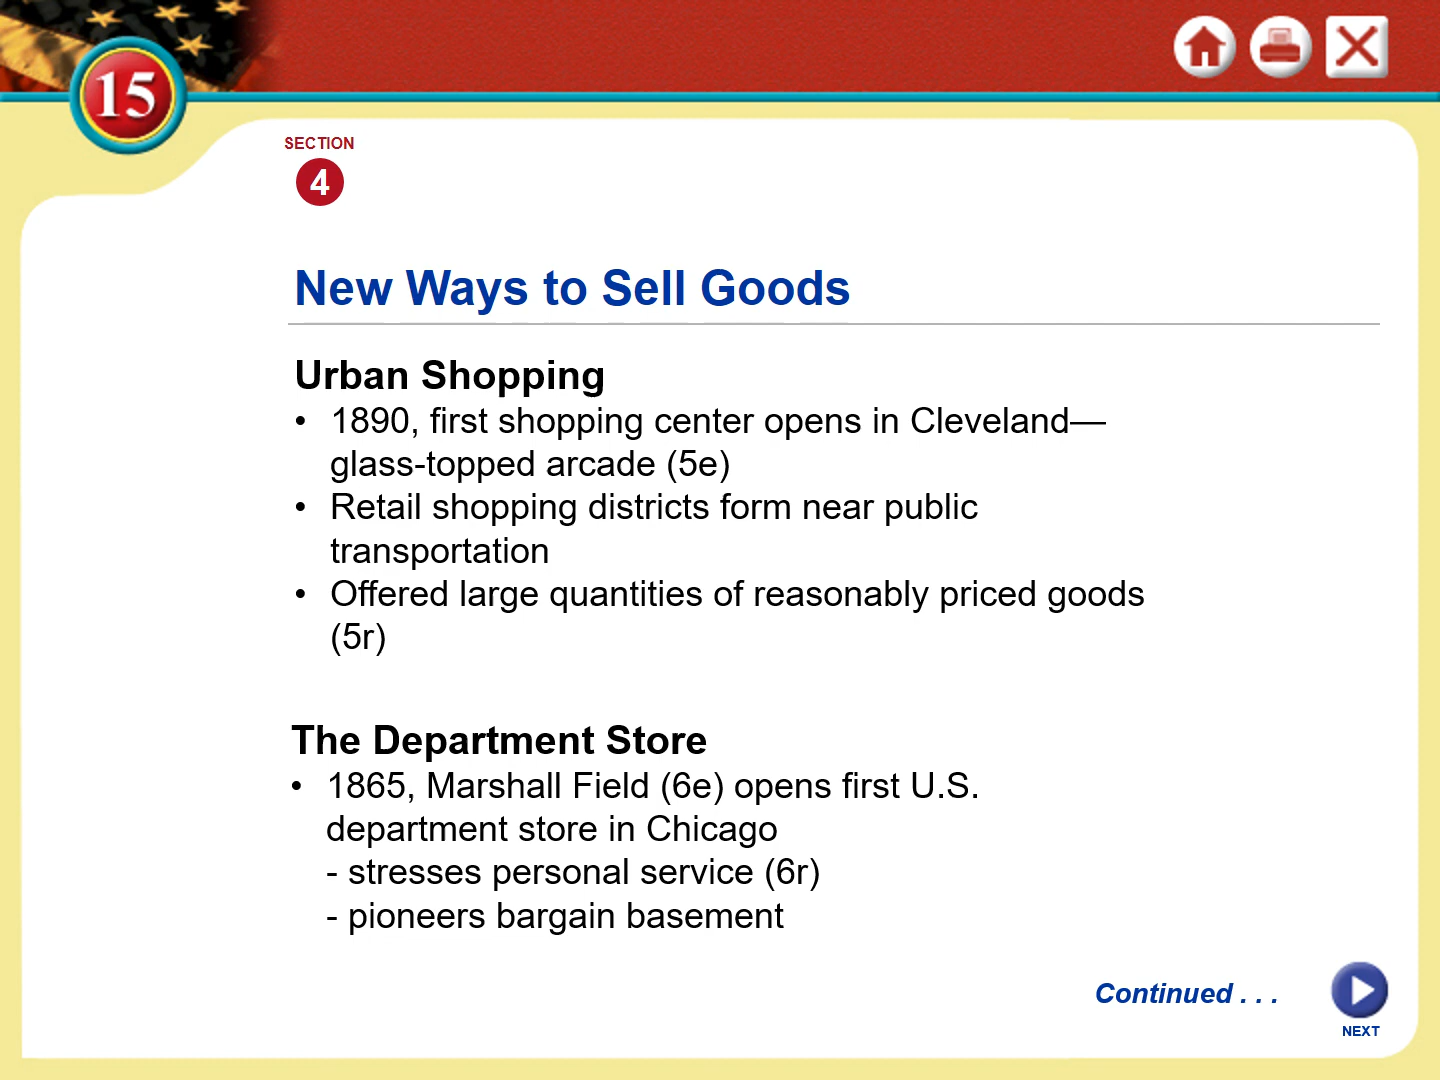 15
SECTION
4
New Ways to Sell Goods
Urban Shopping
• 1890, first shopping center opens in Cleveland—
glass-topped arcade (5e)
• Retail shopping districts form near public
transportation
• Offered large quantities of reasonably priced goods
(5r)
The Department Store
• 1865, Marshall Field (6e) opens first U.S.
department store in Chicago
- stresses personal service (6r)
- pioneers bargain basement
Continued . . .
NEXT